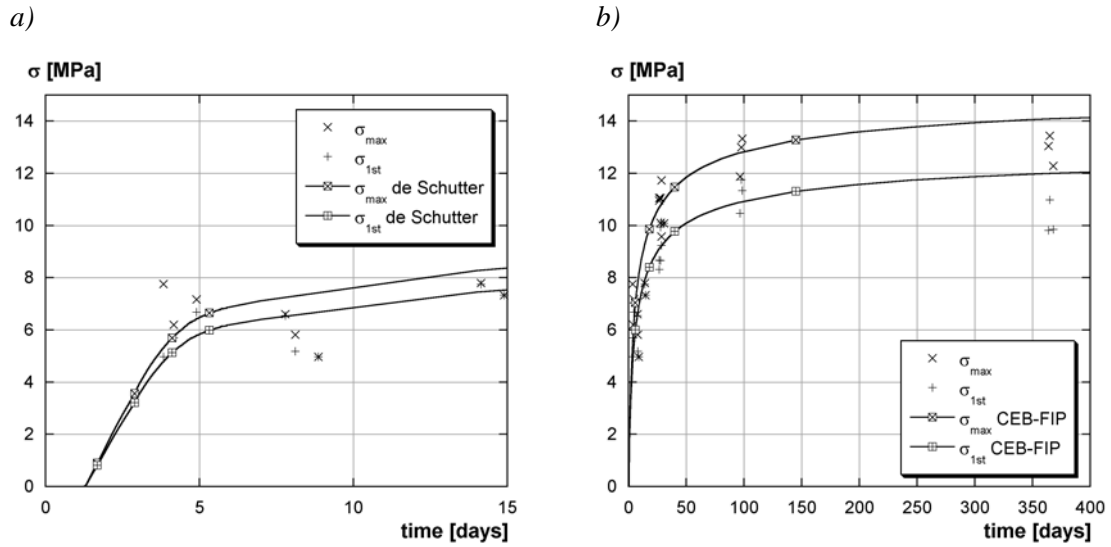 a)
σ [MPa]
14
12
10
8
6
4
2
0
0 5 10 15
time [days]
σmax
σ1st
σmax de Schutter
σ1st de Schutter
b)
σ [MPa]
14
12
10
8
6
4
2
0
0 50 100 150 200 250 300 350 400
time [days]
σmax
σ1st
σmax CEB-FIP
σ1st CEB-FIP